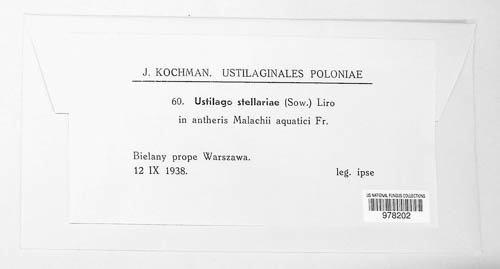 J. KOCHMAN. USTILAGINALES POLONIAE
60. Ustilago stellariae (Sow.) Liro
in antheris Malachii aquatici Fr.
Bielany prope Warszawa.
12 IX 1938. leg. ipse
US NATIONAL FUNGUS COLLECTIONS
978202